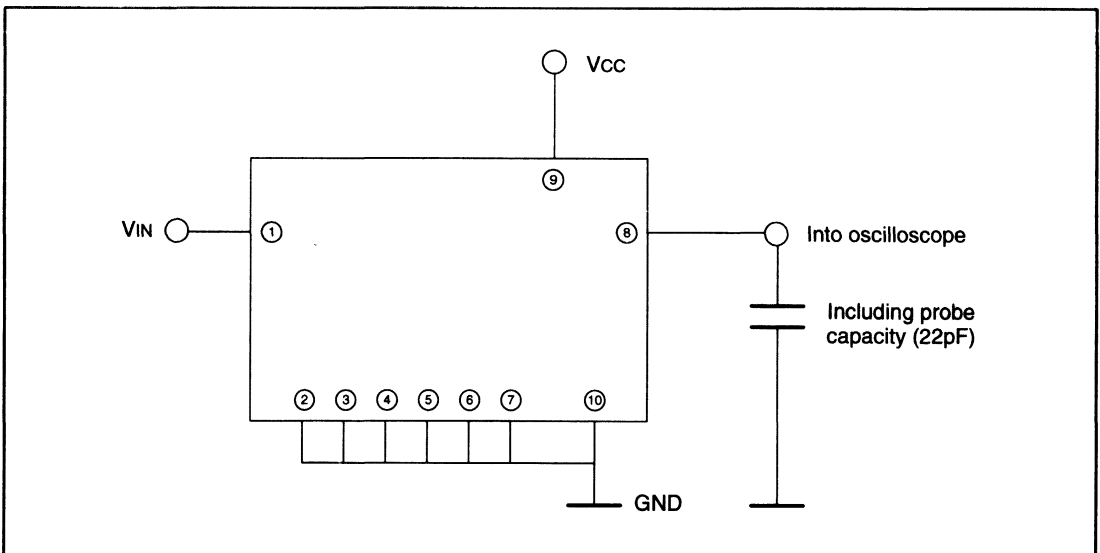 Vcc
⑨
VIN
①
⑧
Into oscilloscope
Including probe
capacity (22pF)
② ③ ④ ⑤ ⑥ ⑦ ⑩
GND